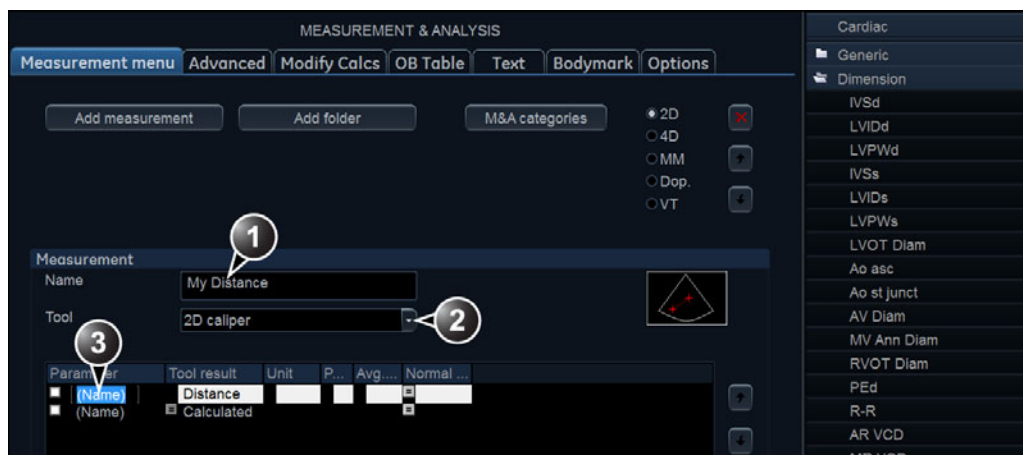 MEASUREMENT & ANALYSIS
Measurement menu Advanced Modify Calcs OB Table Text Bodymark Options
Add measurement Add folder M&A categories
2D
4D
MM
Dop.
VT
1
Measurement
Name My Distance
Tool 2D caliper
2
3
Parameter Tool result Unit P... Avg.... Normal ...
(Name) Distance
(Name) Calculated
Cardiac
Generic
Dimension
IVSd
LVIDd
LVPWd
IVSs
LVIDs
LVPWs
LVOT Diam
Ao asc
Ao st junct
AV Diam
MV Ann Diam
RVOT Diam
PEd
R-R
AR VCD